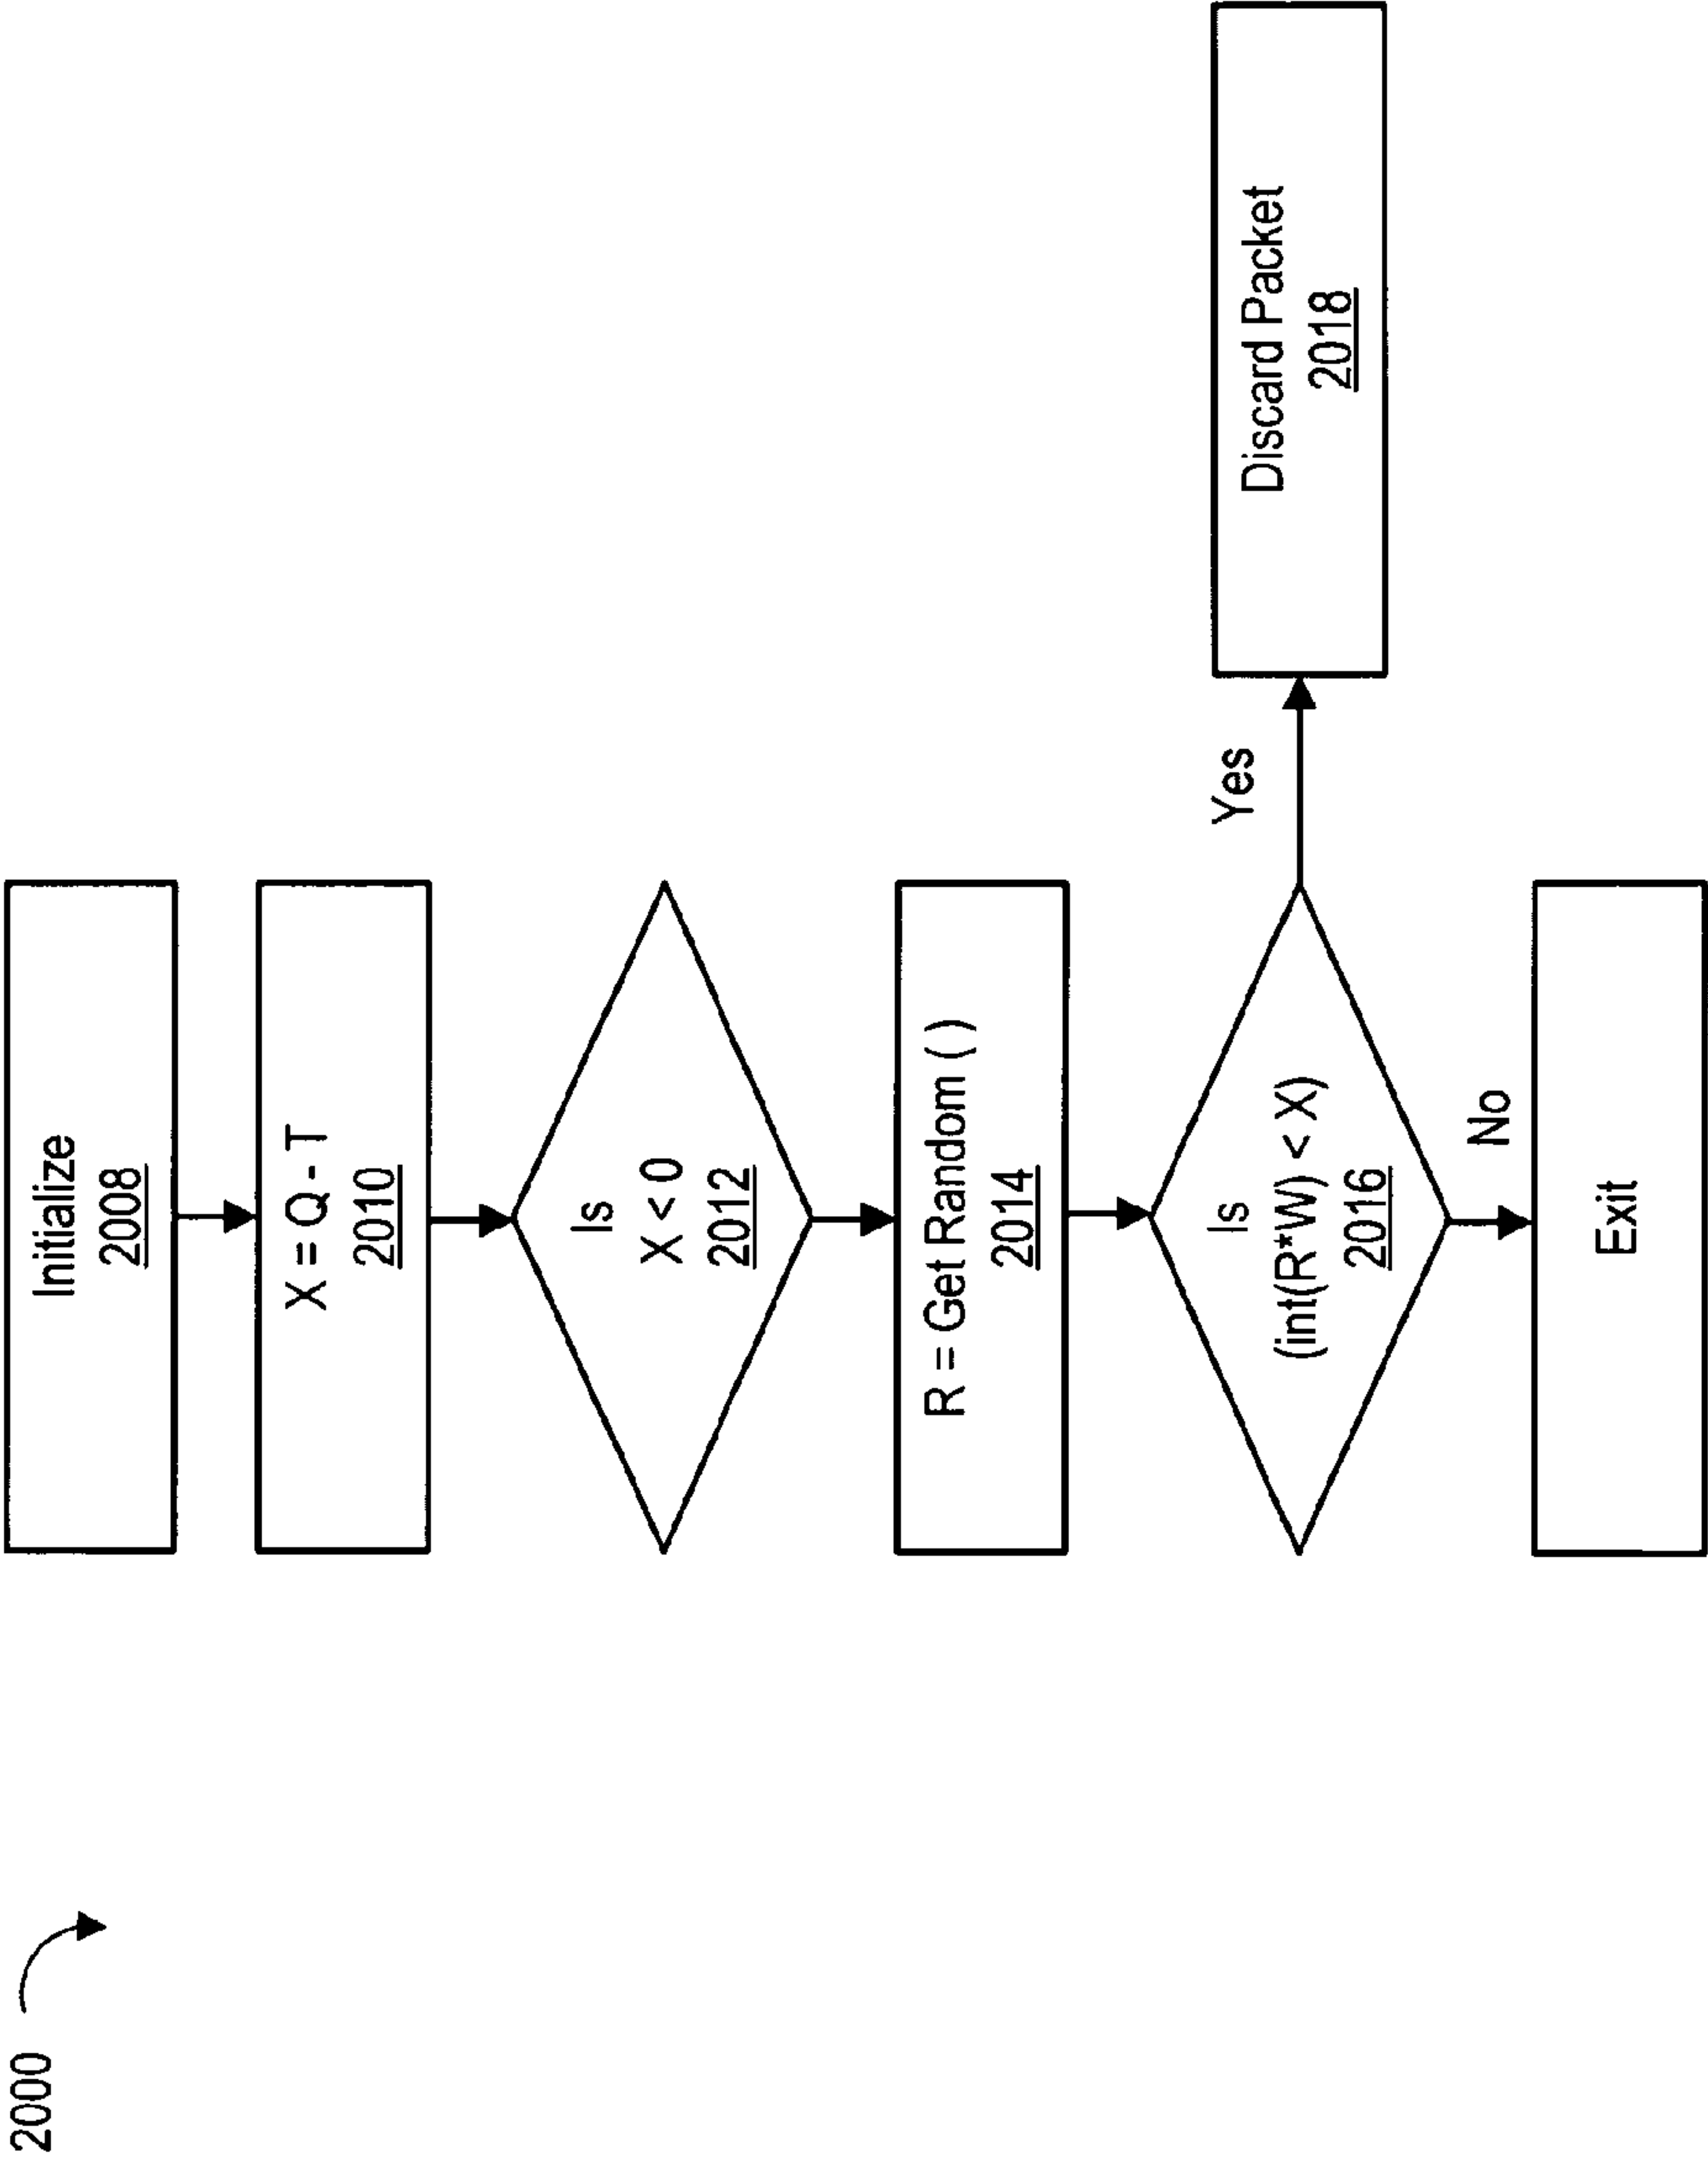 2000
Initialize
2008
X = Q - T
2010
Is
X < 0
2012
R = Get Random ( )
2014
Is
(int(R*W) < X)
2016
Yes
Discard Packet
2018
No
Exit